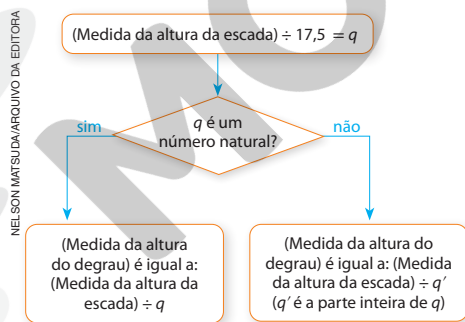 NELSON MATSUDA/ARQUIVO DA EDITORA
(Medida da altura da escada) ÷ 17,5 = q
q é um
número natural?
sim
não
(Medida da altura
do degrau) é igual a:
(Medida da altura da
escada) ÷ q
(Medida da altura do
degrau) é igual a: (Medida
da altura da escada) ÷ q′
(q′ é a parte inteira de q)